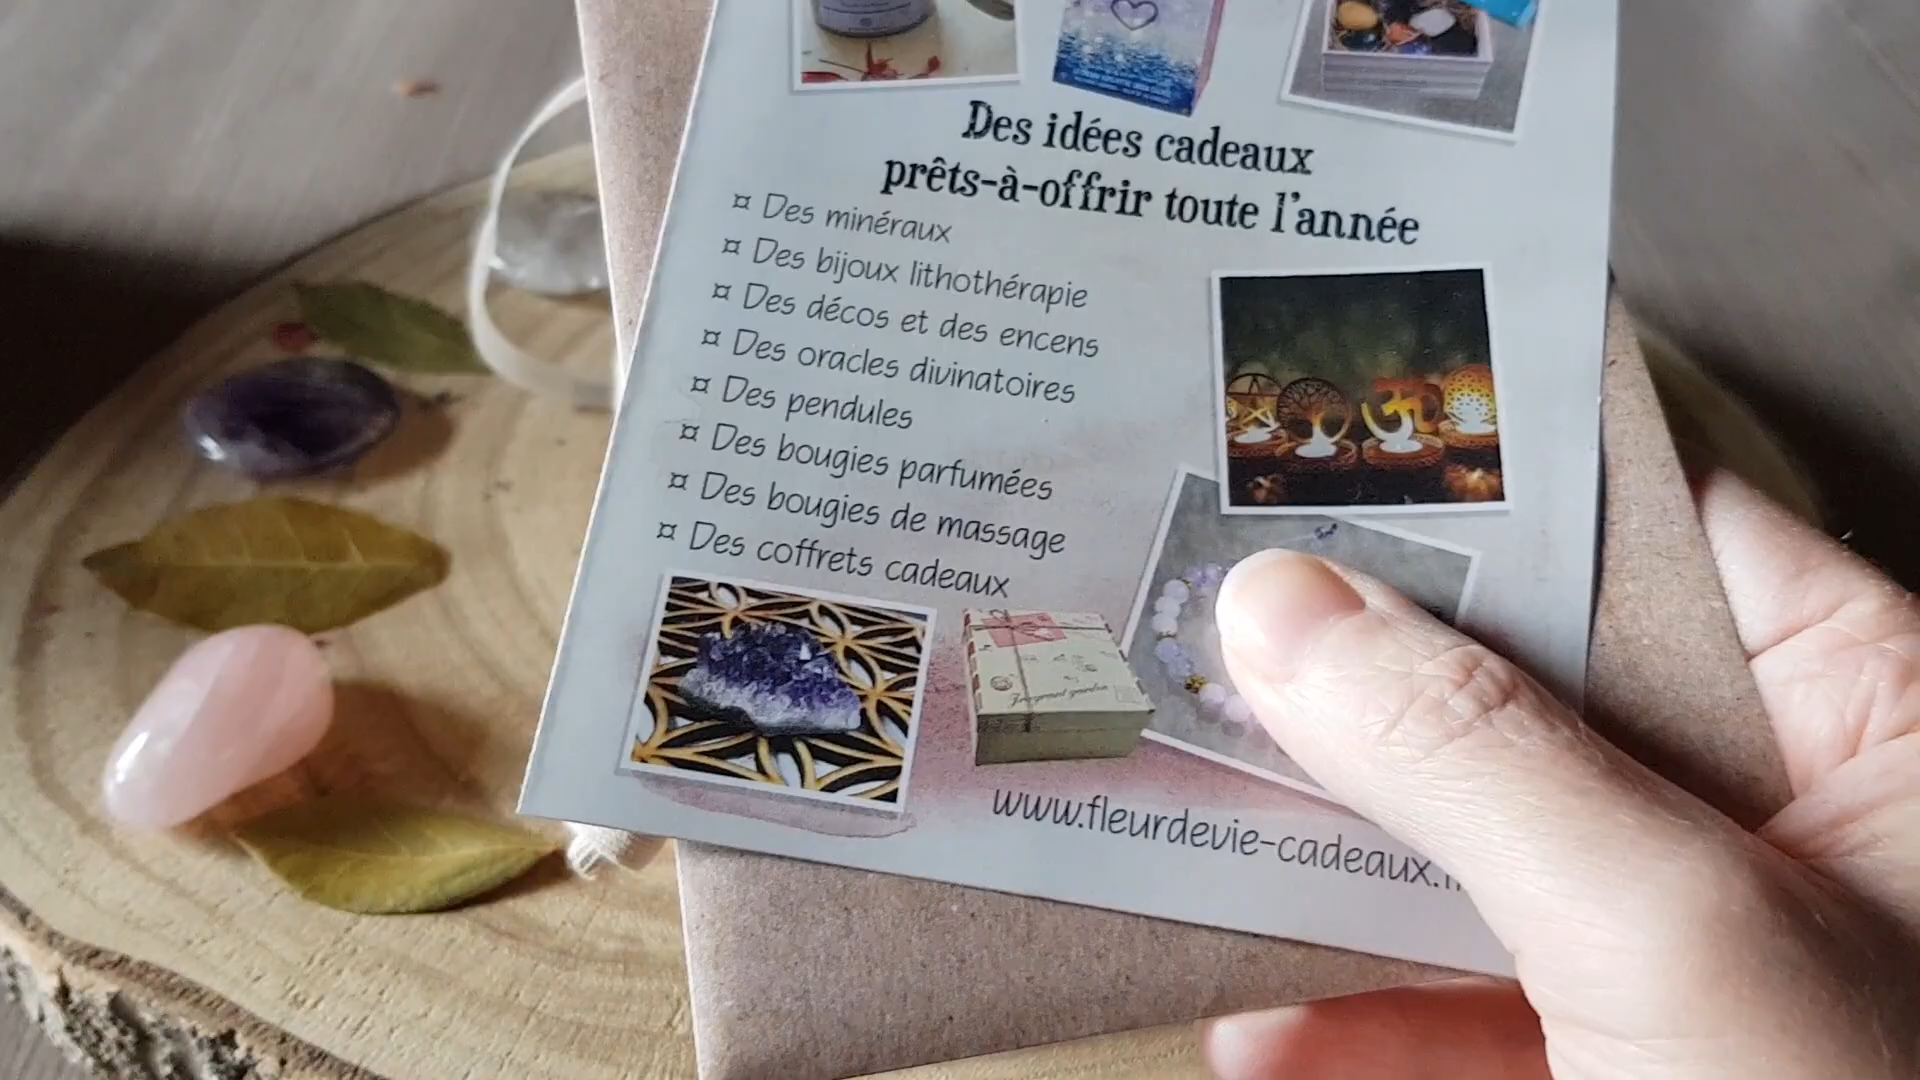 Des idées cadeaux
prêts-à-offrir toute l'année
¤ Des minéraux
¤ Des bijoux lithothérapie
¤ Des décos et des encens
¤ Des oracles divinatoires
¤ Des pendules
¤ Des bougies parfumées
¤ Des bougies de massage
¤ Des coffrets cadeaux
www.fleurdevie-cadeaux.